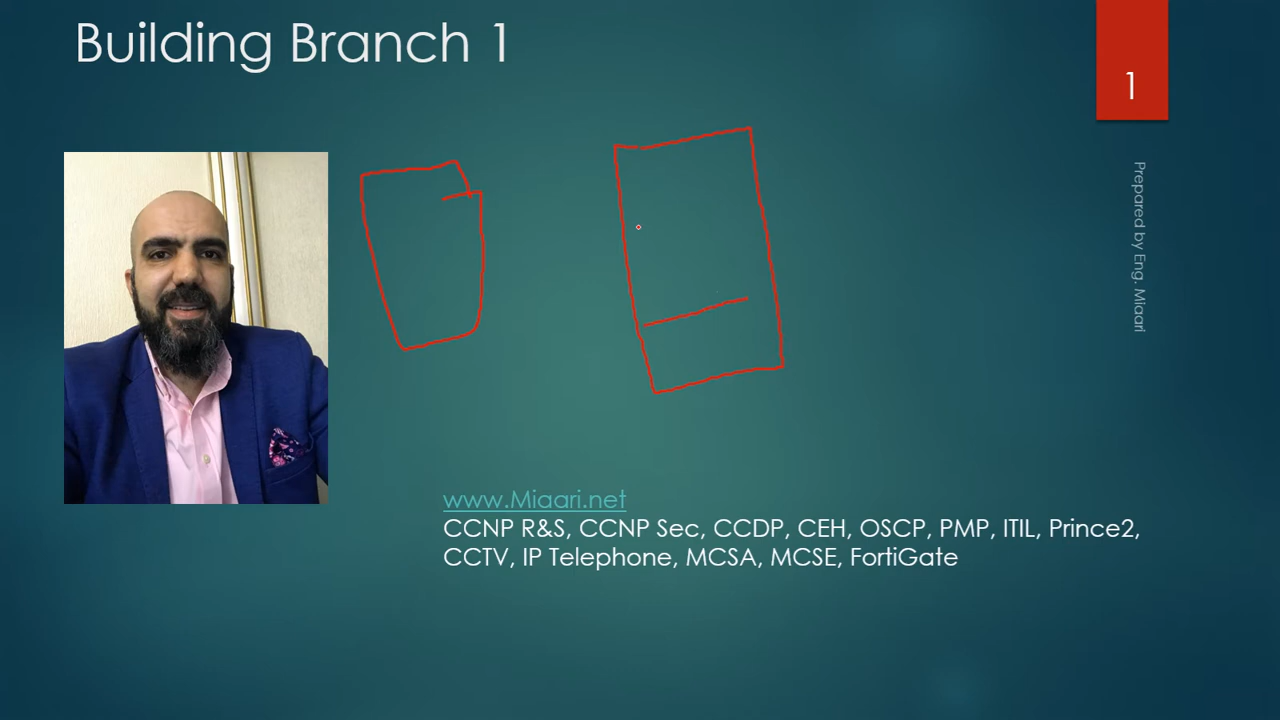 Building Branch 1
1
Prepared by Eng. Miaari
www.Miaari.net
CCNP R&S, CCNP Sec, CCDP, CEH, OSCP, PMP, ITIL, Prince2,
CCTV, IP Telephone, MCSA, MCSE, FortiGate